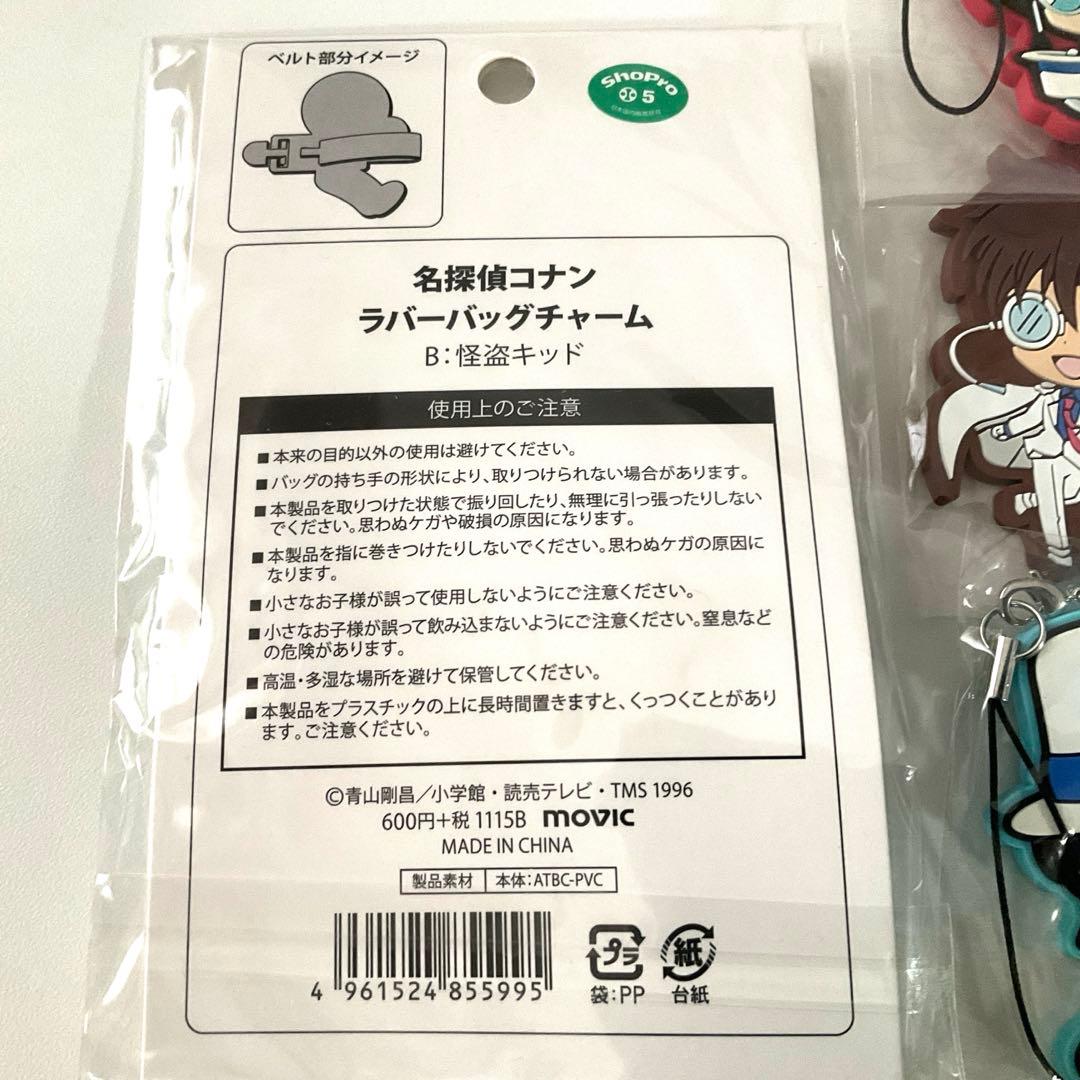 ベルト部分イメージ
ShoPro
5
名探偵コナン
ラバーバッグチャーム
B：怪盗キッド
使用上のご注意
■本来の目的以外の使用は避けてください。
■バッグの持ち手の形状により、取りつけられない場合があります。
■本製品を取りつけた状態で振り回したり、無理に引っ張ったりしない
でください。思わぬケガや破損の原因になります。
■本製品を指に巻きつけたりしないでください。思わぬケガの原因に
なります。
■小さなお子様が誤って使用しないようにご注意ください。
■小さなお子様が誤って飲み込まないようにご注意ください。窒息など
の危険があります。
■高温・多湿な場所を避けて保管してください。
■本製品をプラスチックの上に長時間置きますと、くっつくことがあり
ます。ご注意ください。
©青山剛昌／小学館・読売テレビ・TMS 1996
600円+税 1115B movic
MADE IN CHINA
製品素材 本体：ATBC-PVC
4 961524 855995
プラ 紙
袋：PP 台紙